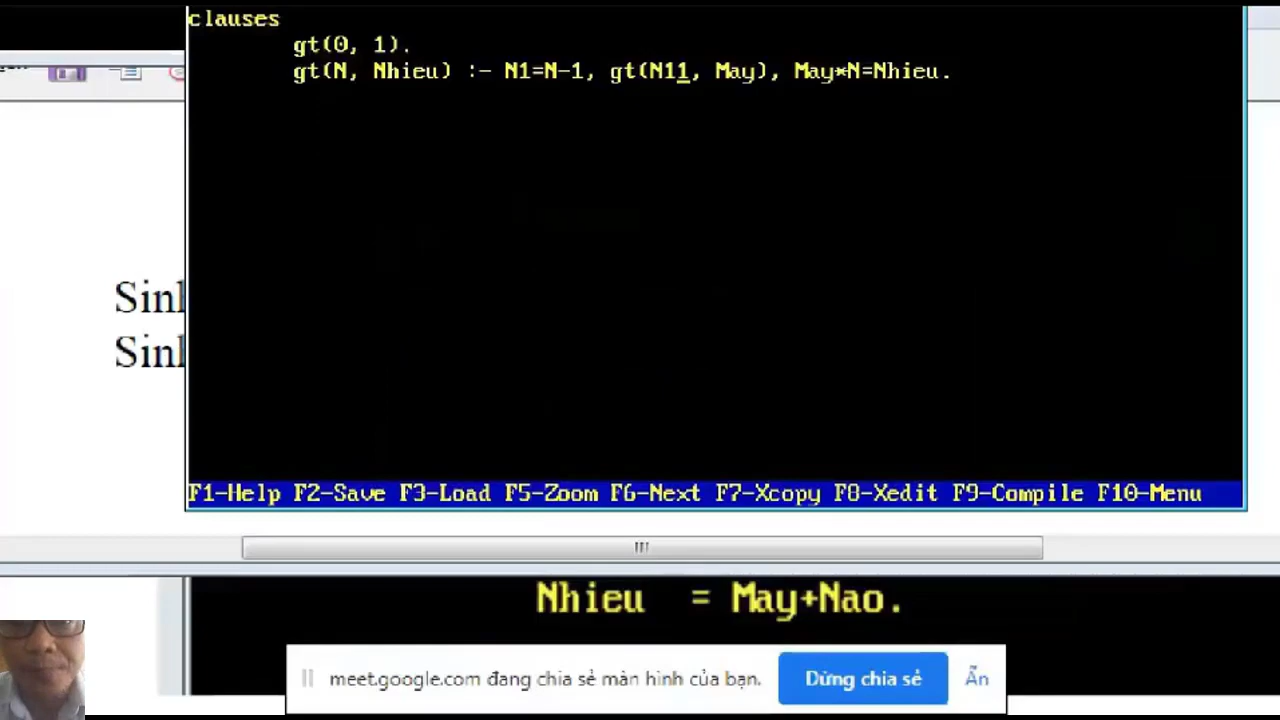 clauses
gt(0, 1).
gt(N, Nhieu) :- N1=N-1, gt(N11, May), May*N=Nhieu.
F1-Help F2-Save F3-Load F5-Zoom F6-Next F7-Xcopy F8-Xedit F9-Compile F10-Menu
Nhieu = May+Nao.
meet.google.com đang chia sẻ màn hình của bạn. Dừng chia sẻ Ẩn